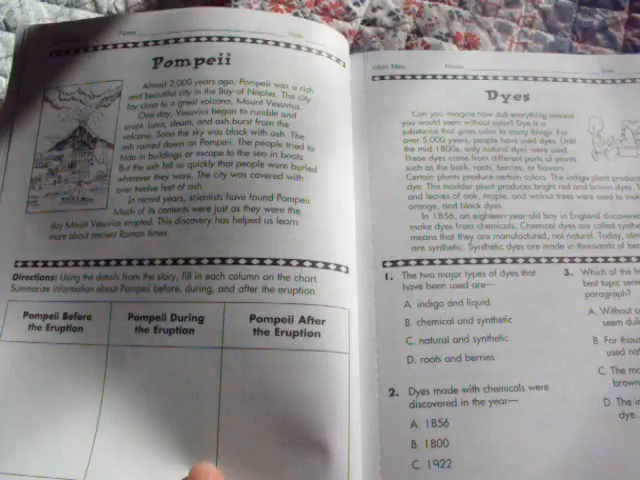 Name
Pompeii
Almost 2,000 years ago, Pompeii was a rich
and beautiful city in the Bay of Naples. The city
lay close to a great volcano, Mount Vesuvius.
One day, Vesuvius began to rumble and
erupt. Lava, steam, and ash burst from the
volcano. Soon the sky was black with ash. The
ash rained down on Pompeii. The people tried to
hide in buildings or escape to the sea in boats.
But the ash fell so quickly that people were buried
wherever they were. The city was covered with
over twelve feet of ash.
In recent years, scientists have found Pompeii.
Much of its contents were just as they were the
day Mount Vesuvius erupted. This discovery has helped us learn
more about ancient Roman times.
Directions: Using the details from the story, fill in each column on the chart.
Summarize information about Pompeii before, during, and after the eruption.
Pompeii Before
the Eruption
Pompeii During
the Eruption
Pompeii After
the Eruption
Main Idea
Name
Dyes
Can you imagine how dull everything around
you would seem without color? Dye is a
substance that gives color to many things. For
over 5,000 years, people have used dyes. Until
the mid 1800s, only natural dyes were used.
These dyes came from different parts of plants
such as the bark, roots, berries, or flowers.
Certain plants produce certain colors. The indigo plant
dye. The madder plant produces bright red and brown dyes.
and leaves of oak, maple, and walnut trees were used to
orange, and black dyes.
In 1856, an eighteen-year-old boy in England discovered
make dyes from chemicals. Chemical dyes are called
means that they are manufactured, not natural. Today,
are synthetic. Synthetic dyes are made in thousands of
1. The two major types of dyes that
have been used are—
A. indigo and liquid
B. chemical and synthetic
C. natural and synthetic
D. roots and berries
2. Dyes made with chemicals were
discovered in the year—
A. 1856
B. 1800
C. 1922
3. Which of the
best topic
paragraph?
A. Without
seem
B. For
used
C. The
D. The
dye.